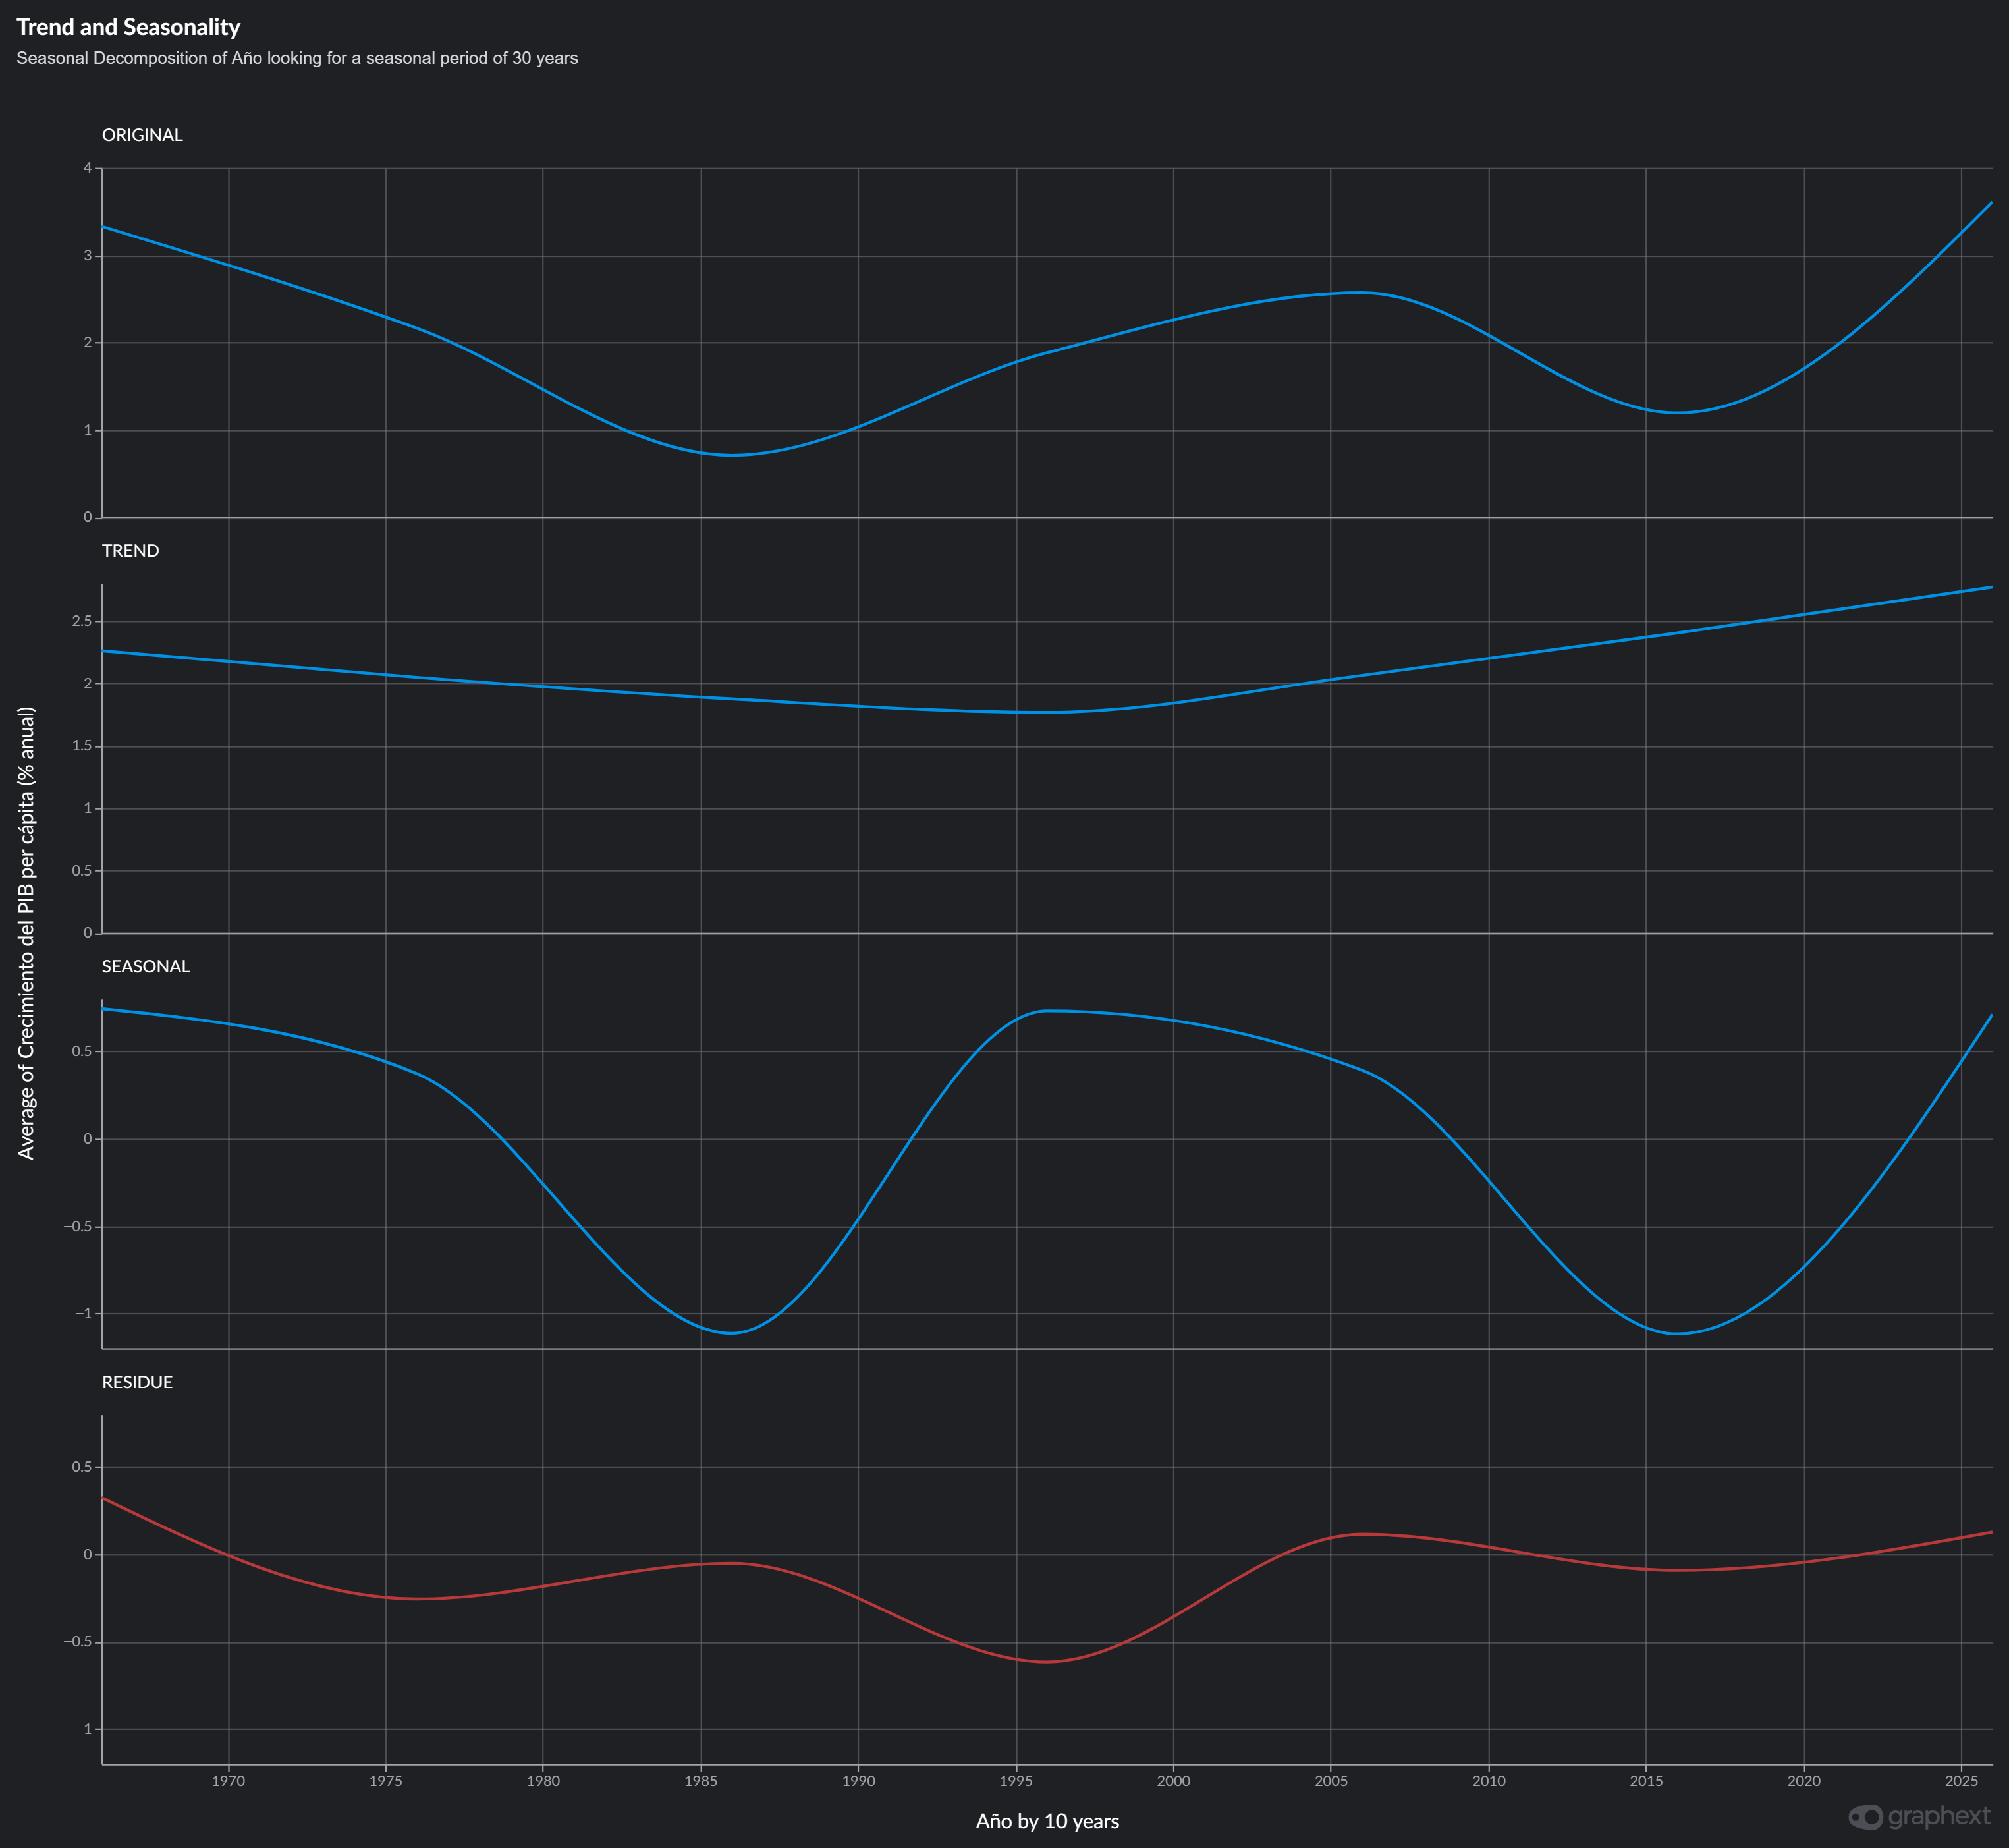 Trend and Seasonality
Seasonal Decomposition of Año looking for a seasonal period of 30 years
Average of Crecimiento del PIB per cápita (% anual)
ORIGINAL
4
3
2
1
0
TREND
2.5
2
1.5
1
0.5
0
SEASONAL
0.5
0
−0.5
−1
RESIDUE
0.5
0
−0.5
−1
1970 1975 1980 1985 1990 1995 2000 2005 2010 2015 2020 2025
Año by 10 years
graphext